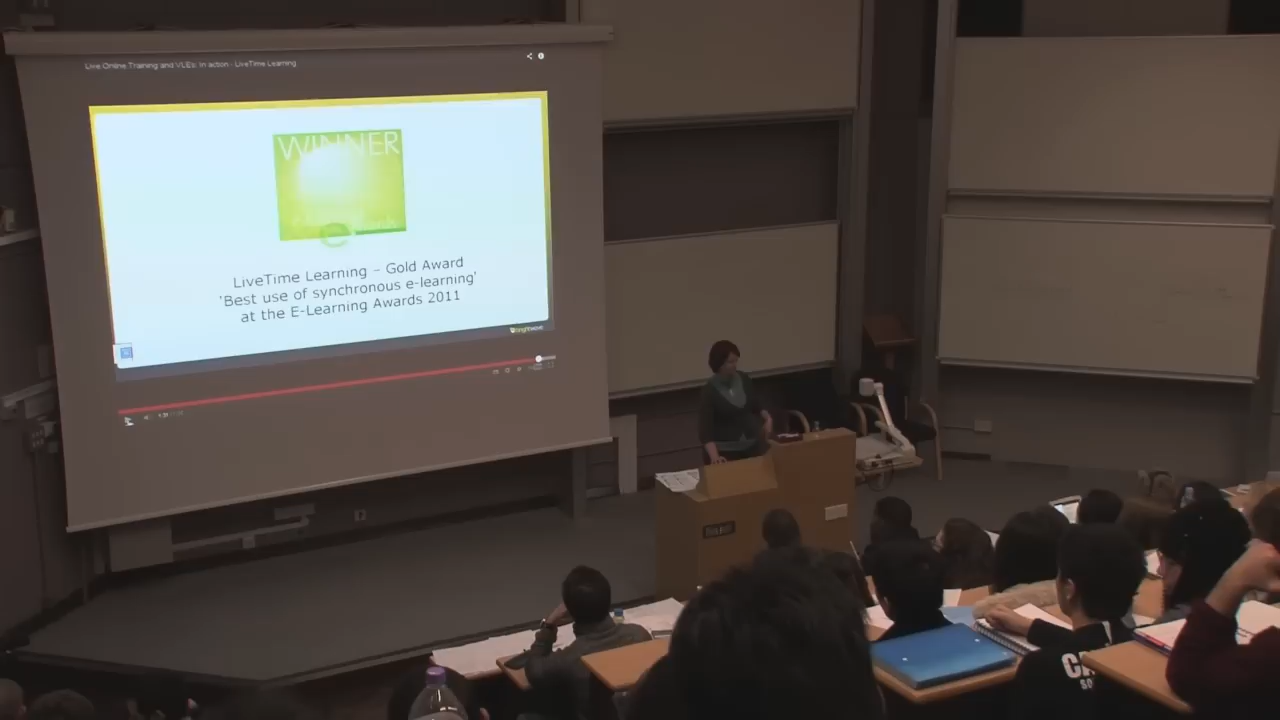 Live Online Training and VLEs: in action - LiveTime Learning
WINNER
e
LiveTime Learning – Gold Award
'Best use of synchronous e-learning'
at the E-Learning Awards 2011